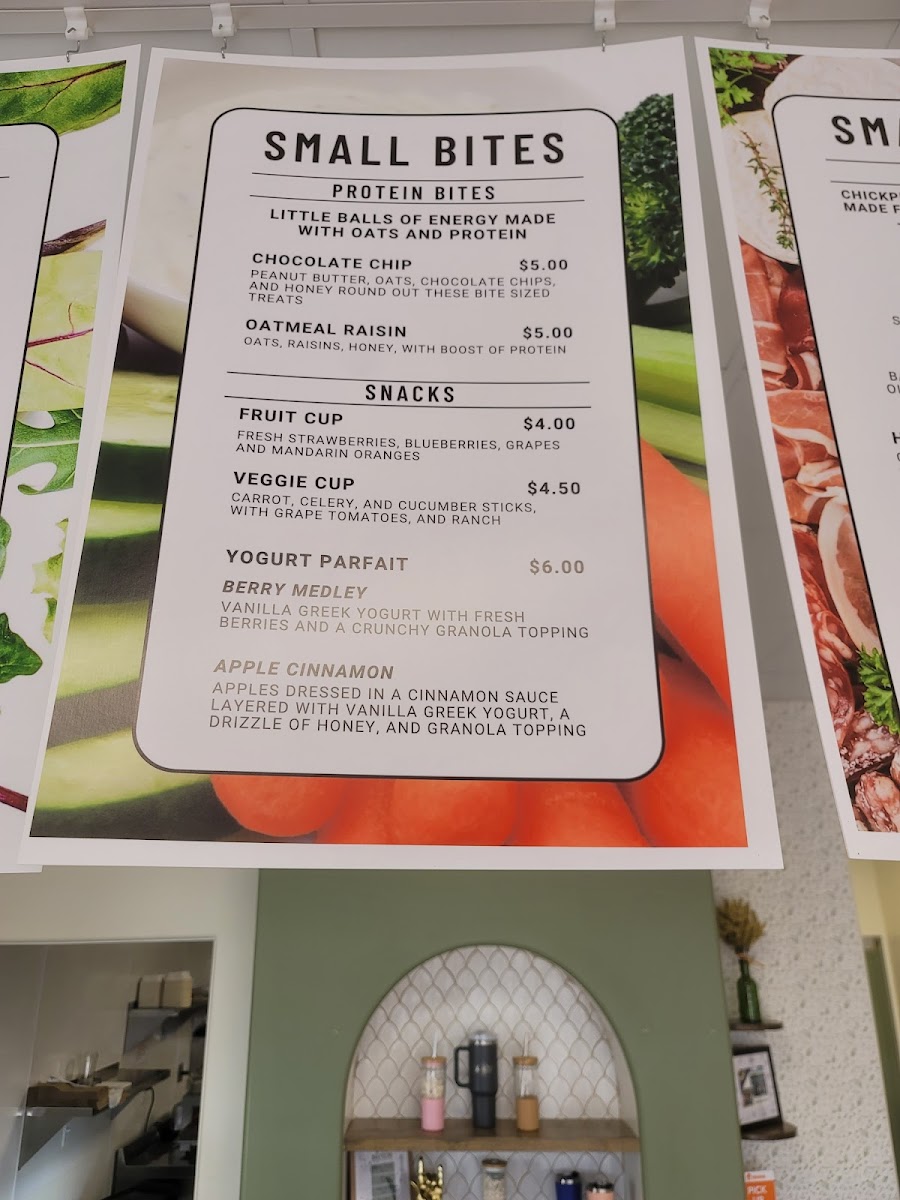 SMALL BITES
PROTEIN BITES
LITTLE BALLS OF ENERGY MADE
WITH OATS AND PROTEIN
CHOCOLATE CHIP $5.00
PEANUT BUTTER, OATS, CHOCOLATE CHIPS,
AND HONEY ROUND OUT THESE BITE SIZED
TREATS
OATMEAL RAISIN $5.00
OATS, RAISINS, HONEY, WITH BOOST OF PROTEIN
SNACKS
FRUIT CUP $4.00
FRESH STRAWBERRIES, BLUEBERRIES, GRAPES
AND MANDARIN ORANGES
VEGGIE CUP $4.50
CARROT, CELERY, AND CUCUMBER STICKS,
WITH GRAPE TOMATOES, AND RANCH
YOGURT PARFAIT $6.00
BERRY MEDLEY
VANILLA GREEK YOGURT WITH FRESH
BERRIES AND A CRUNCHY GRANOLA TOPPING
APPLE CINNAMON
APPLES DRESSED IN A CINNAMON SAUCE
LAYERED WITH VANILLA GREEK YOGURT, A
DRIZZLE OF HONEY, AND GRANOLA TOPPING
MADE
PICK